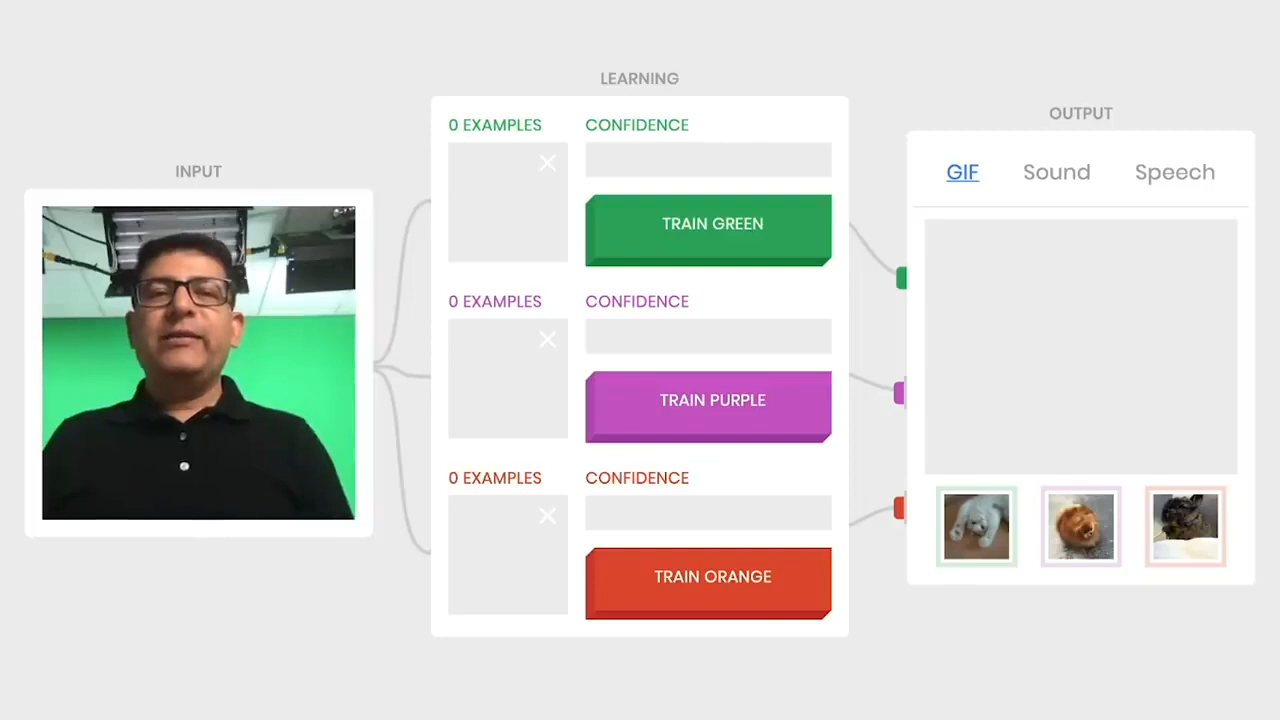 INPUT
LEARNING
0 EXAMPLES
CONFIDENCE
TRAIN GREEN
0 EXAMPLES
CONFIDENCE
TRAIN PURPLE
0 EXAMPLES
CONFIDENCE
TRAIN ORANGE
OUTPUT
GIF Sound Speech